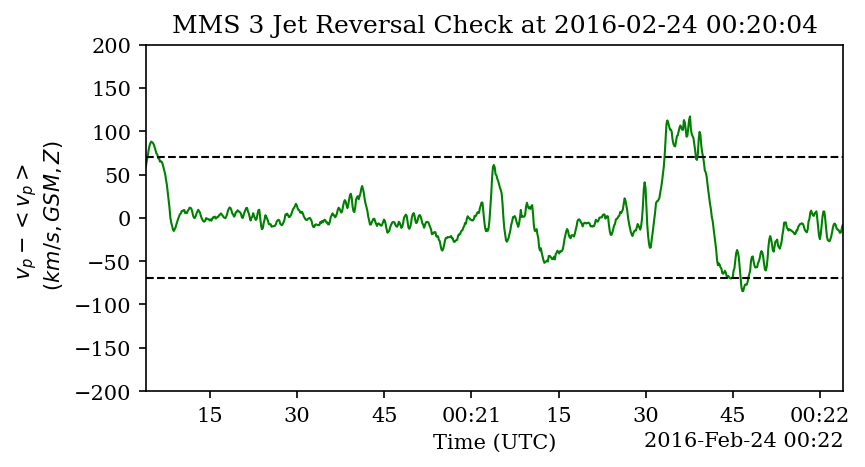 MMS 3 Jet Reversal Check at 2016-02-24 00:20:04
v_p − < v_p >
(km/s, GSM, Z)
200
150
100
50
0
−50
−100
−150
−200
15 30 45 00:21 15 30 45 00:22
Time (UTC)
2016-Feb-24 00:22